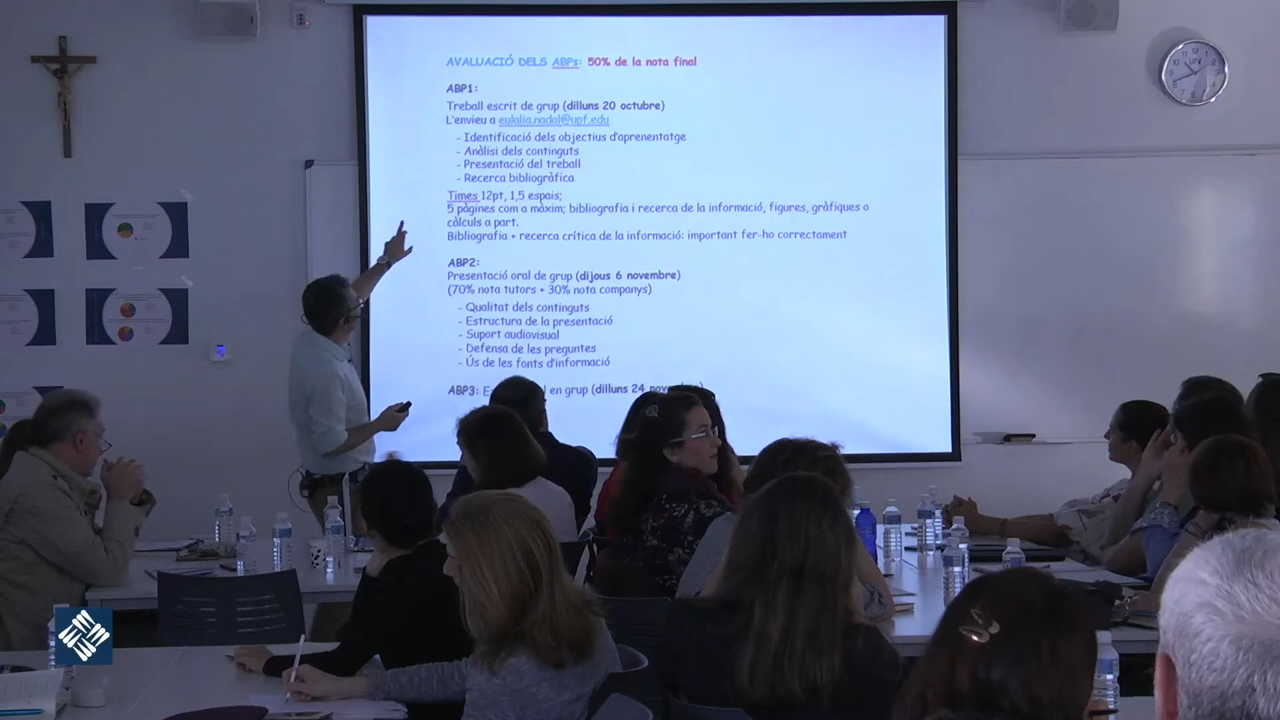 AVALUACIÓ DELS ABPs: 50% de la nota final
ABP1:
Treball escrit de grup (dilluns 20 octubre)
L'envieu a eulalia.nadal@upf.edu
- Identificació dels objectius d'aprenentatge
- Anàlisi dels continguts
- Presentació del treball
- Recerca bibliogràfica
Times 12pt, 1,5 espais;
5 pàgines com a màxim; bibliografia i recerca de la informació, figures, gràfiques o
càlculs a part.
Bibliografia + recerca crítica de la informació: important fer-ho correctament
ABP2:
Presentació oral de grup (dijous 6 novembre)
(70% nota tutors + 30% nota companys)
- Qualitat dels continguts
- Estructura de la presentació
- Suport audiovisual
- Defensa de les preguntes
- Ús de les fonts d'informació
ABP3: en grup (dilluns 24